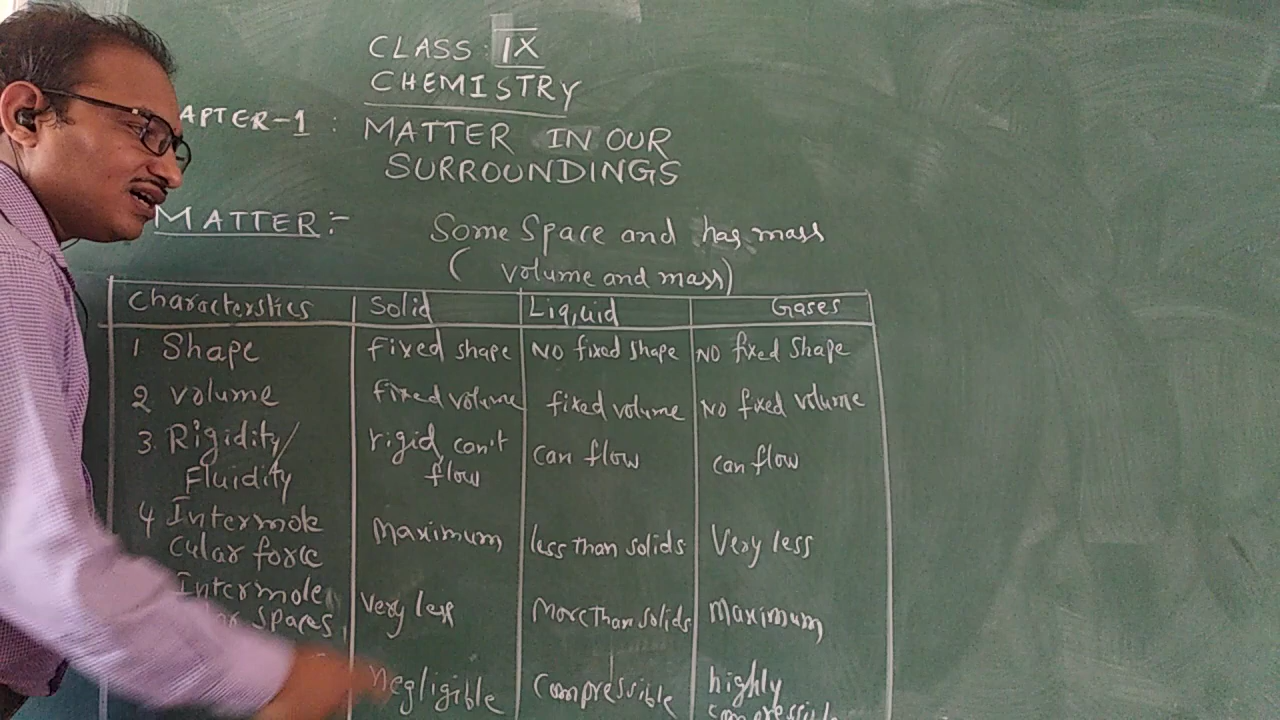 CLASS : IX
CHEMISTRY
APTER-1 : MATTER IN OUR
SURROUNDINGS
MATTER :- Some Space and has mass
( volume and mass)
Characterstics Solid Liquid Gases
1 Shape fixed shape NO fixed shape NO fixed Shape
2 volume fixed volume fixed volume No fixed volume
3 Rigidity/ rigid, can't can flow can flow
Fluidity flow
4 Intermole Maximum less than solids Very less
cular force
Intermole Very less More than solids Maximum
spaces
Negligible Compressible highly
compressible